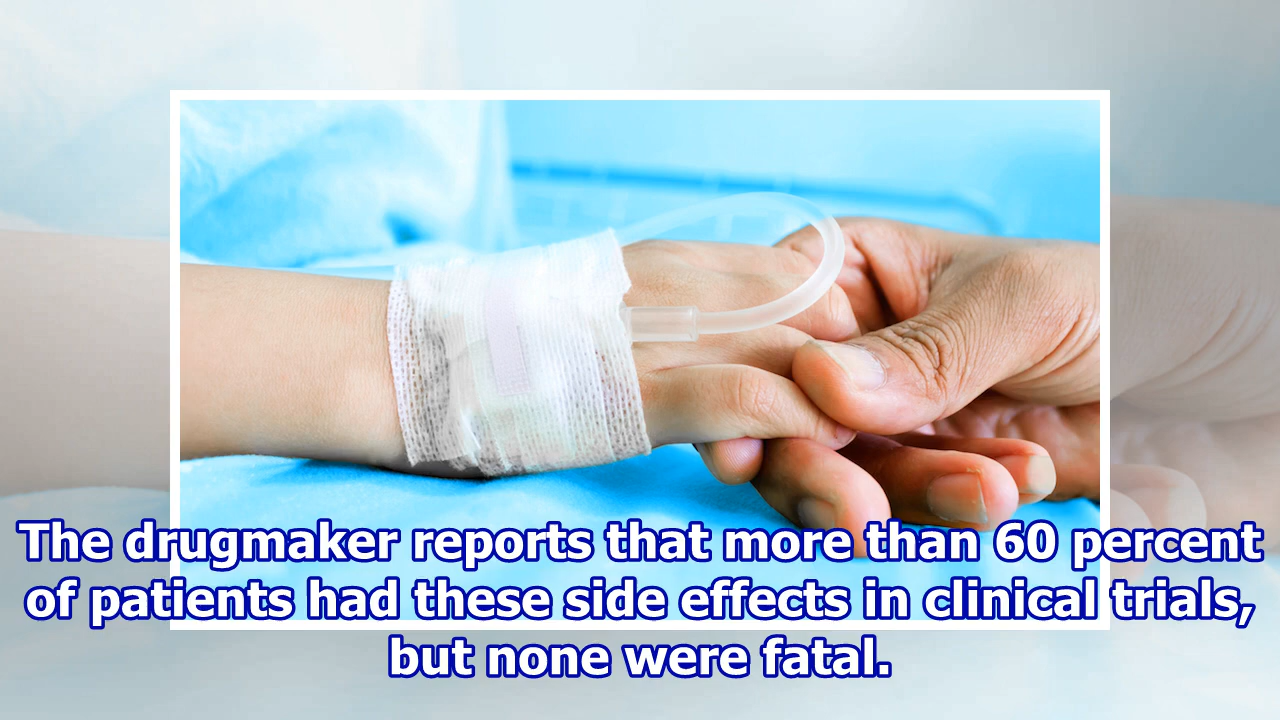 The drugmaker reports that more than 60 percent
of patients had these side effects in clinical trials,
but none were fatal.